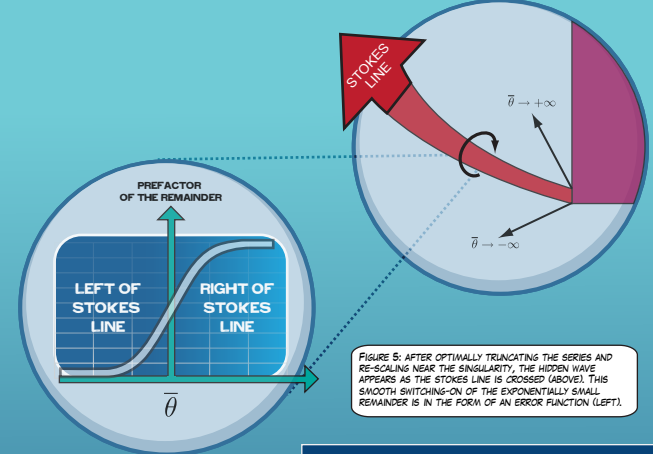 STOKES
LINE
θ̄ → +∞
θ̄ → −∞
PREFACTOR
OF THE REMAINDER
LEFT OF
STOKES
LINE
RIGHT OF
STOKES
LINE
θ̄
FIGURE 5: AFTER OPTIMALLY TRUNCATING THE SERIES AND
RE-SCALING NEAR THE SINGULARITY, THE HIDDEN WAVE
APPEARS AS THE STOKES LINE IS CROSSED (ABOVE). THIS
SMOOTH SWITCHING-ON OF THE EXPONENTIALLY SMALL
REMAINDER IS IN THE FORM OF AN ERROR FUNCTION (LEFT).